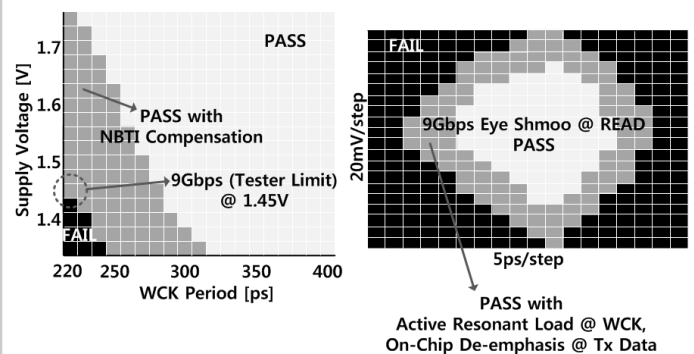 Supply Voltage [V]
1.7
1.6
1.5
1.4
PASS
PASS with
NBTI Compensation
9Gbps (Tester Limit)
@ 1.45V
FAIL
220 250 300 350 400
WCK Period [ps]
FAIL
20mV/step
9Gbps Eye Shmoo @ READ
PASS
5ps/step
PASS with
Active Resonant Load @ WCK,
On-Chip De-emphasis @ Tx Data